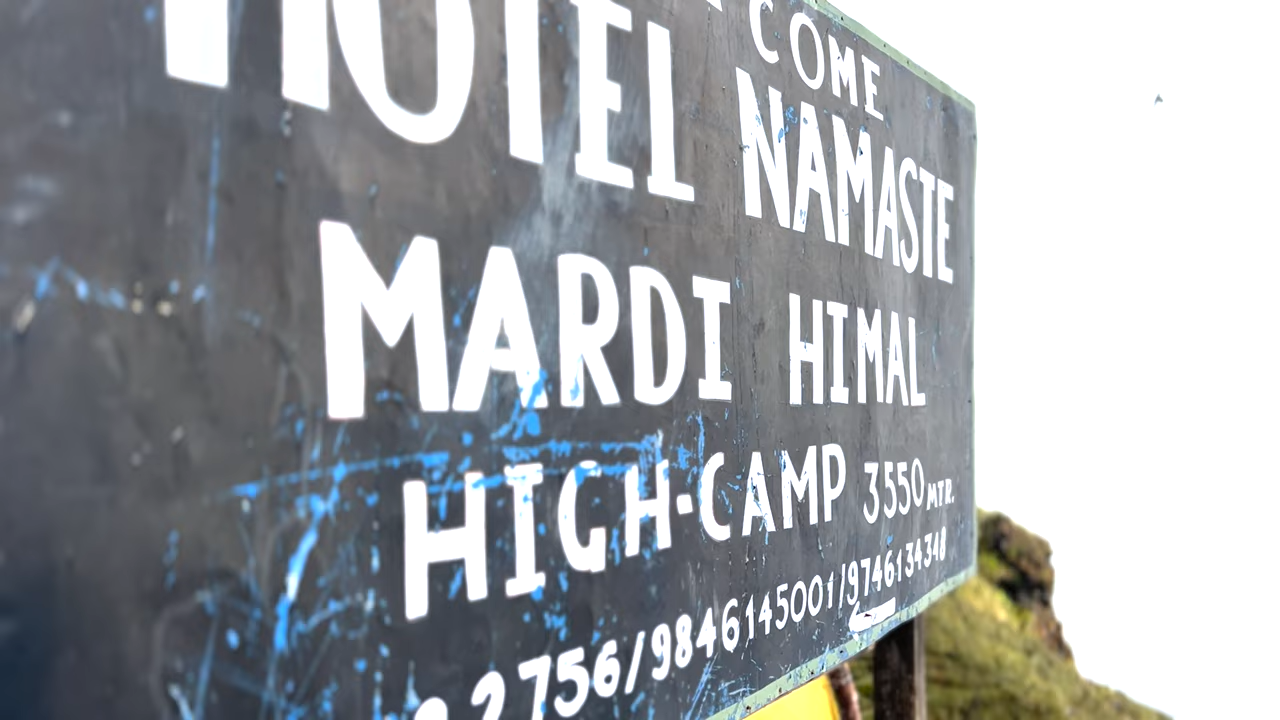 COME
HOTEL NAMASTE
MARDI HIMAL
HIGH-CAMP 3550 MTR.
2756/9846145001/9746134348